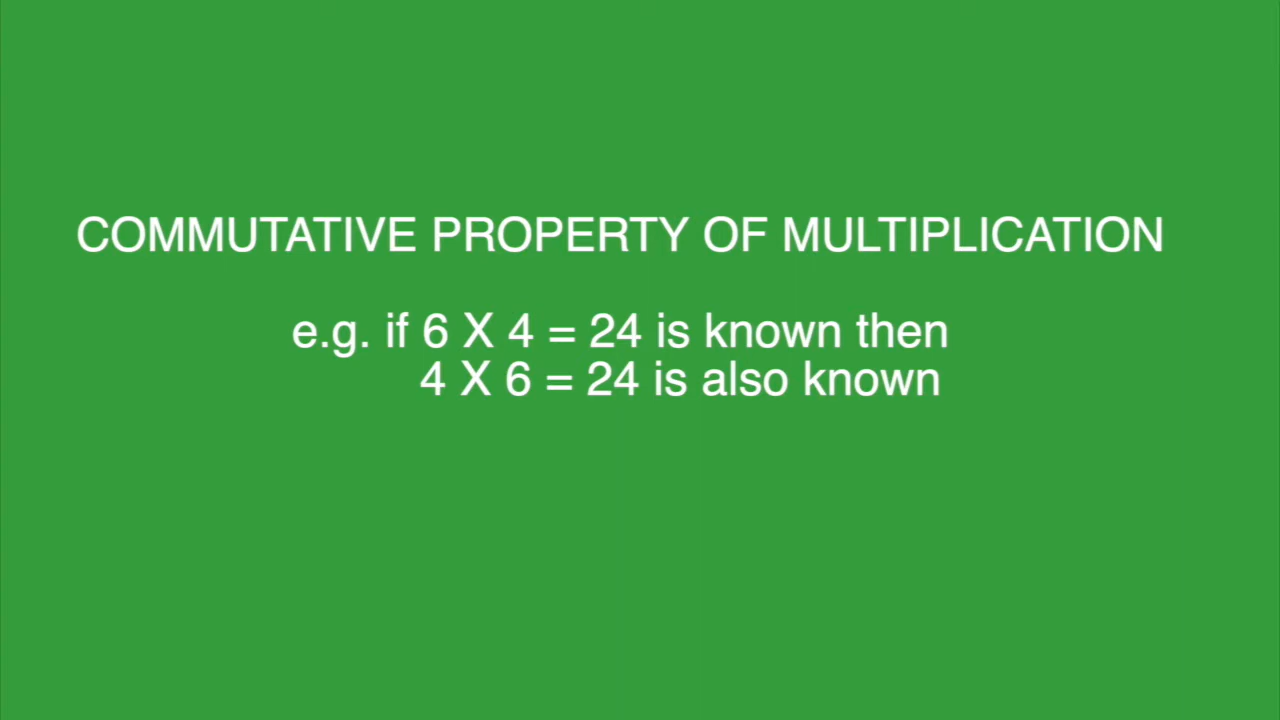 COMMUTATIVE PROPERTY OF MULTIPLICATION
e.g. if 6 X 4 = 24 is known then
4 X 6 = 24 is also known